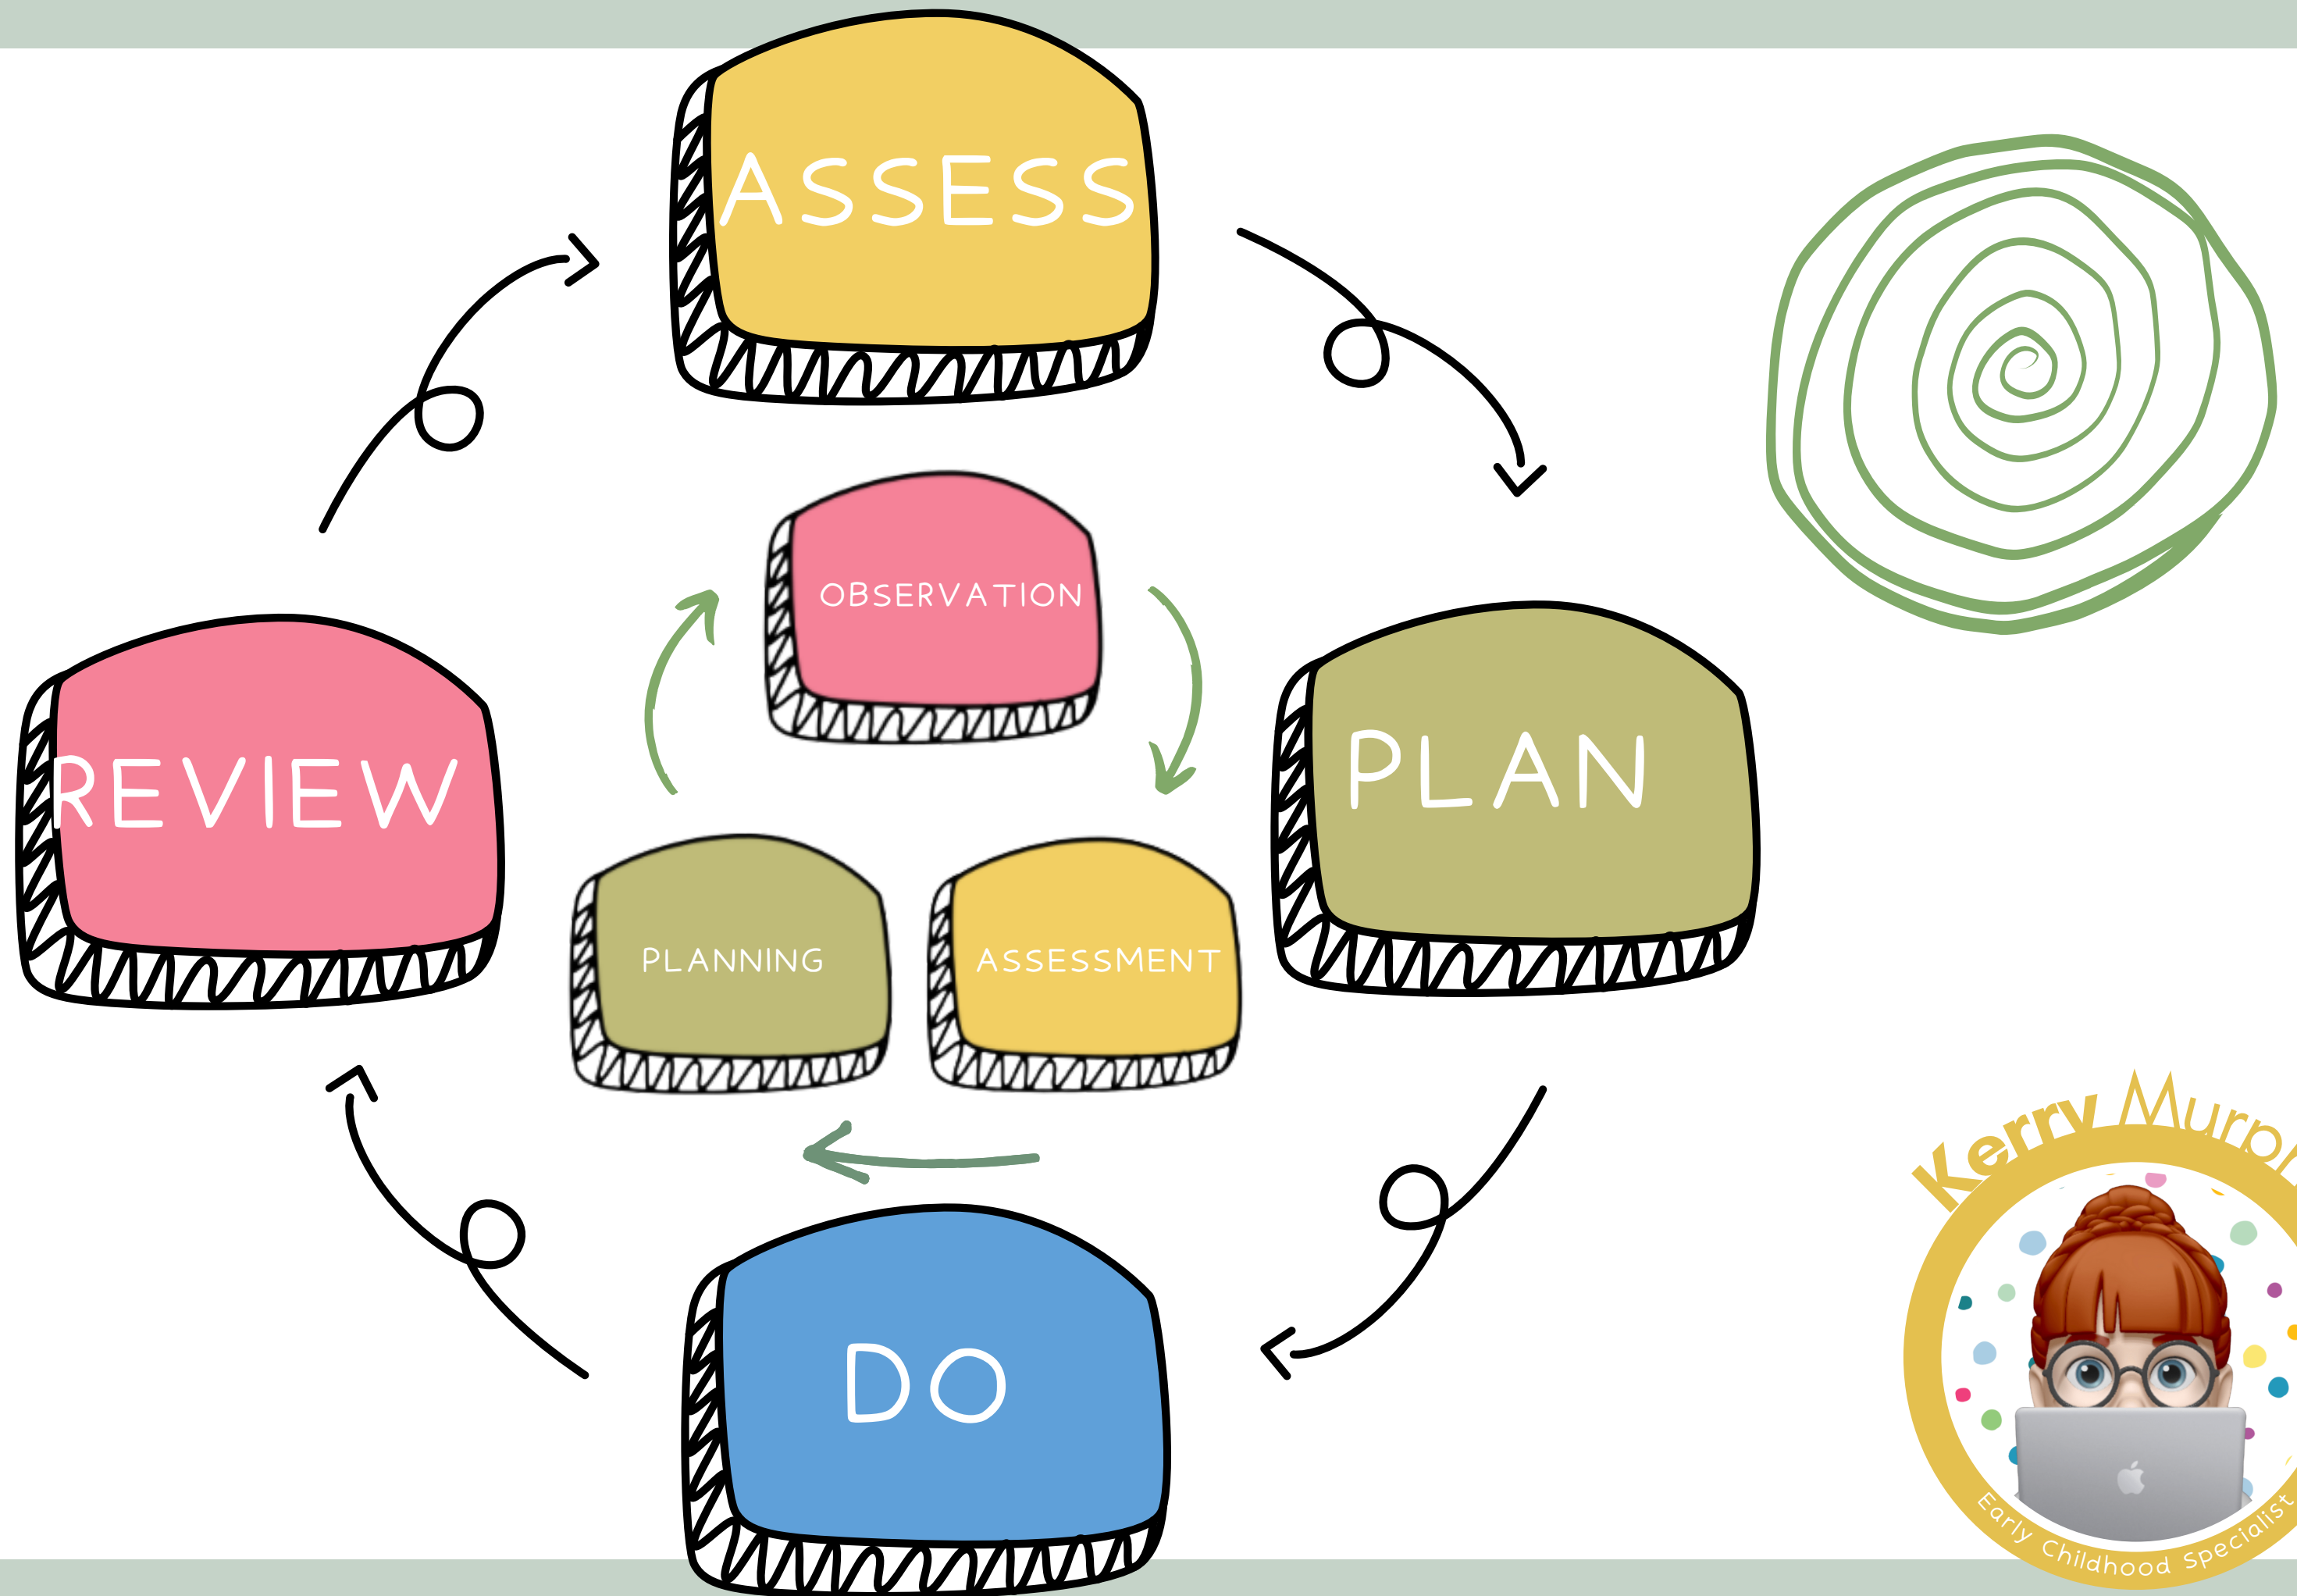 ASSESS
OBSERVATION
REVIEW
PLAN
PLANNING
ASSESSMENT
DO
Kerry
Early Childhood Specialist